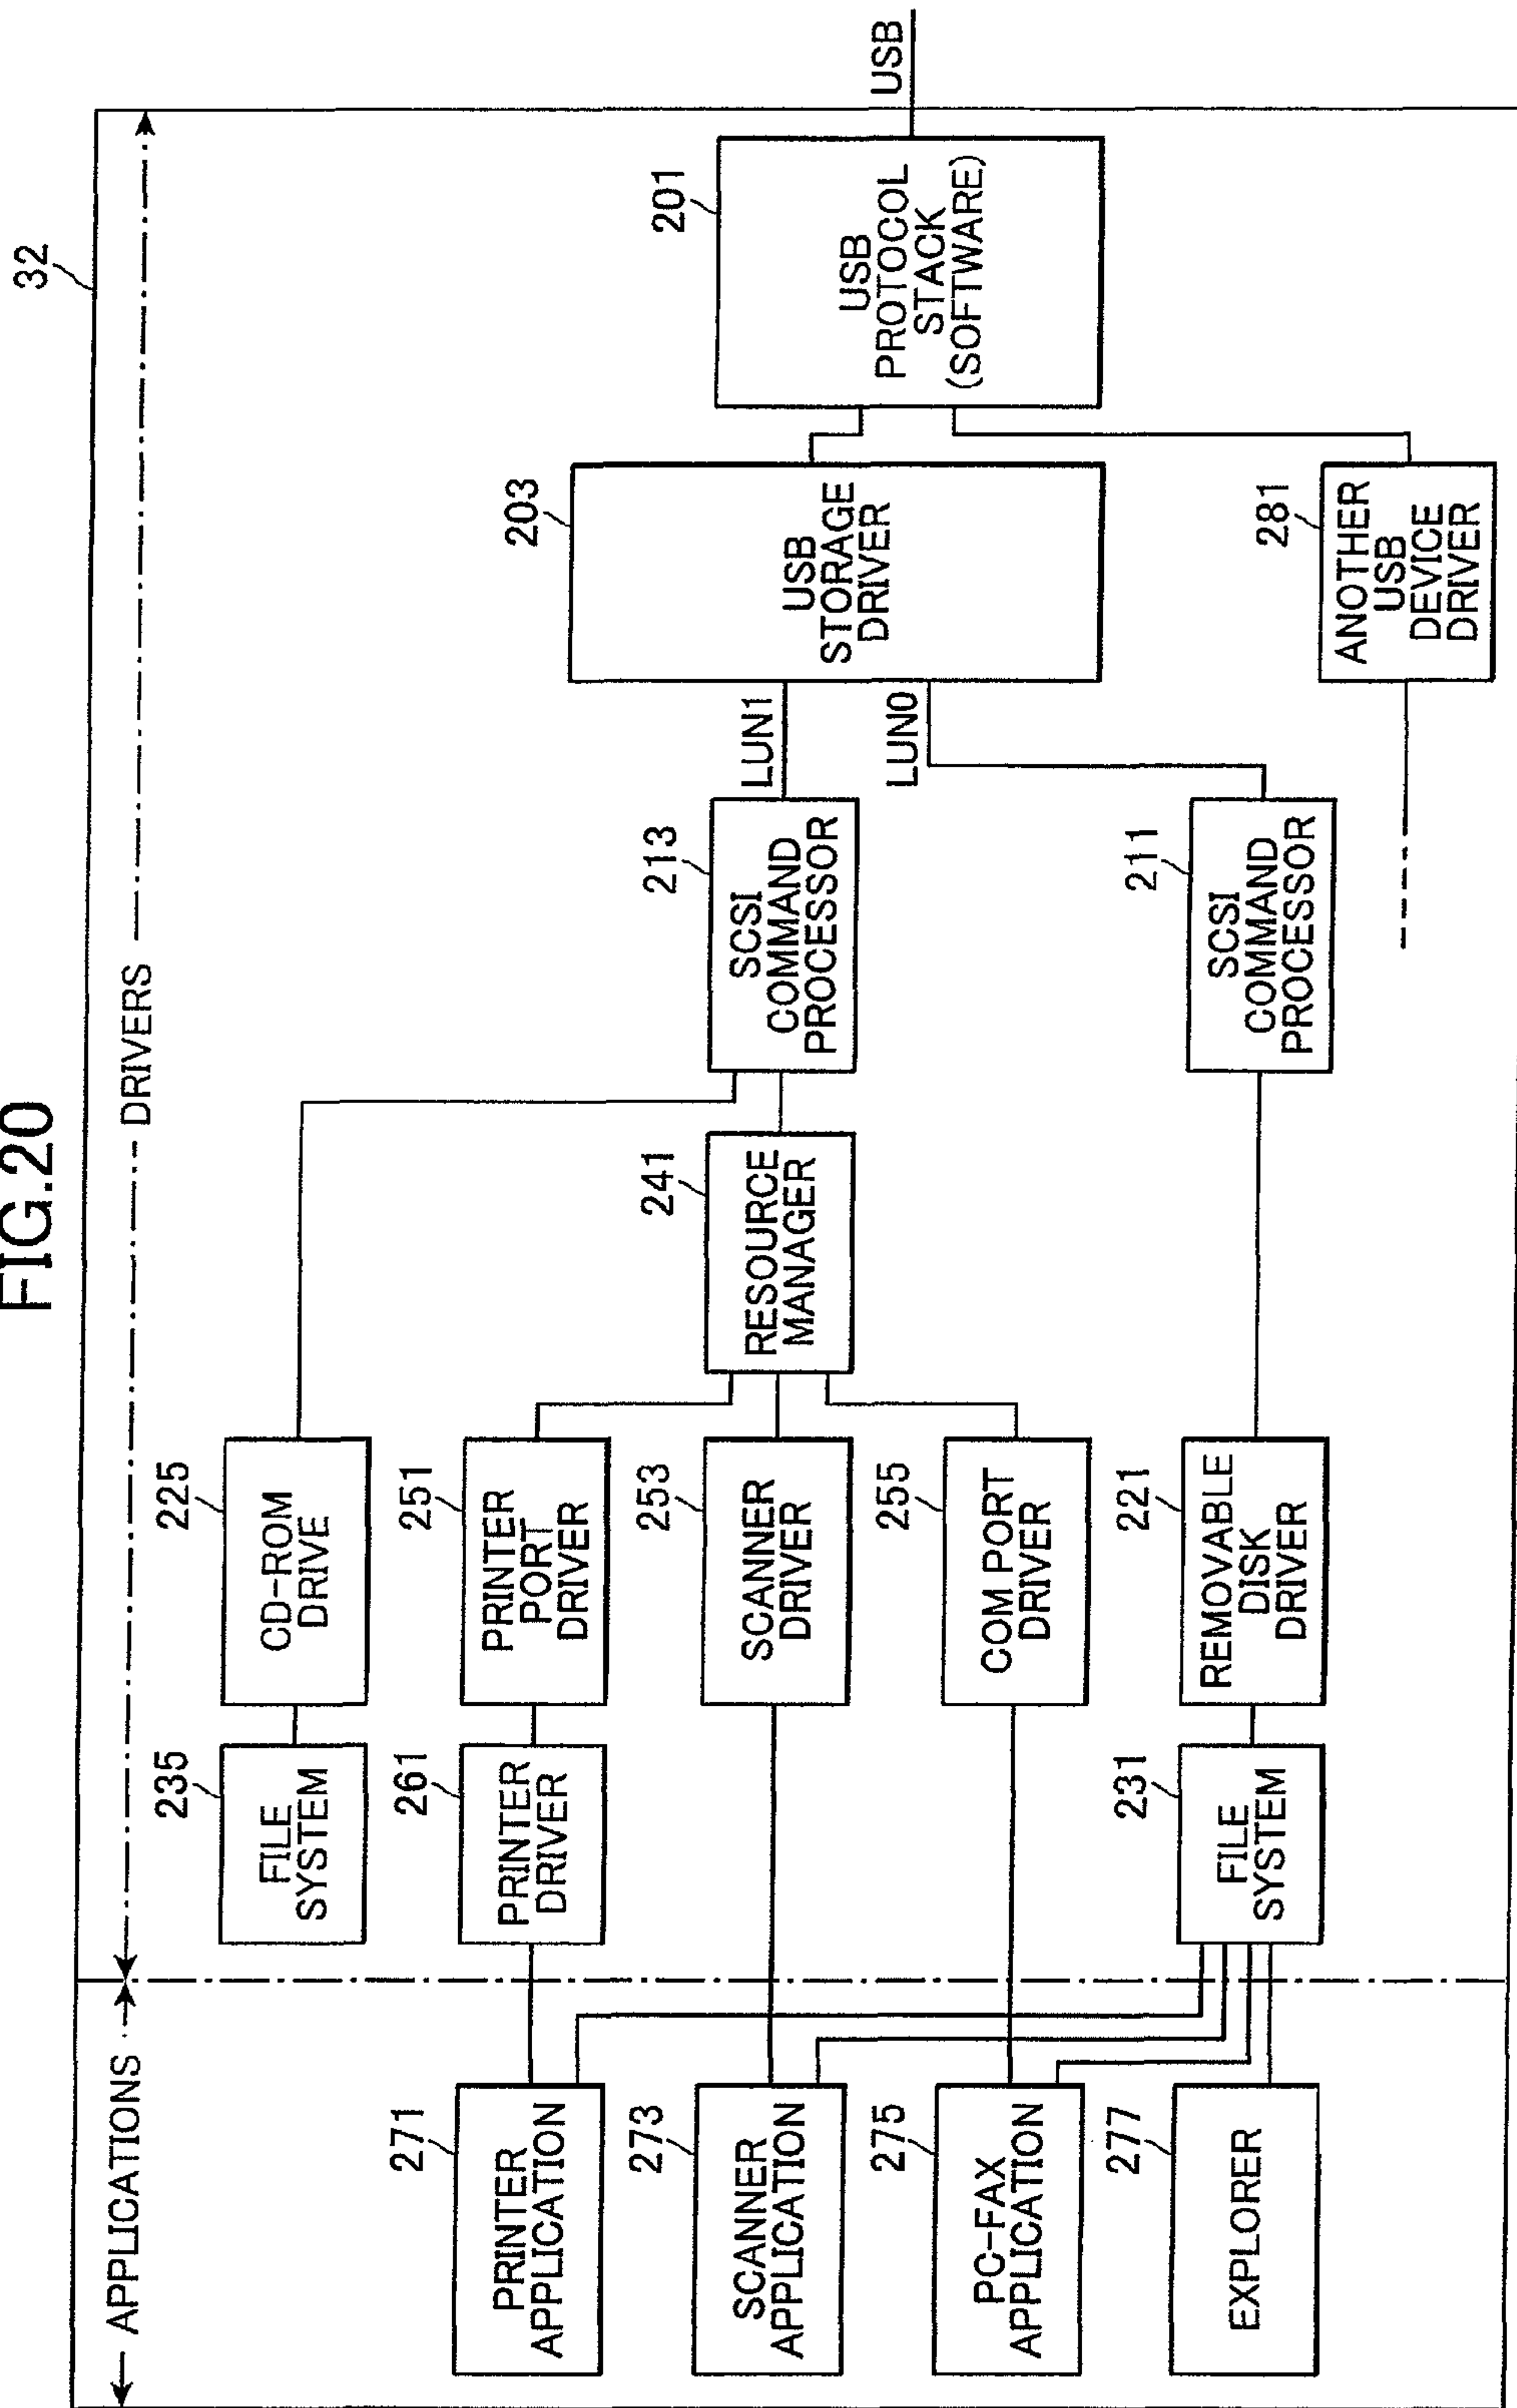 FIG.20
32
APPLICATIONS
DRIVERS
235
FILE
SYSTEM
225
CD-ROM
DRIVE
271
PRINTER
APPLICATION
261
PRINTER
DRIVER
251
PRINTER
PORT
DRIVER
273
SCANNER
APPLICATION
253
SCANNER
DRIVER
241
RESOURCE
MANAGER
213
SCSI
COMMAND
PROCESSOR
LUN1
LUN0
203
USB
STORAGE
DRIVER
201
USB
PROTOCOL
STACK
(SOFTWARE)
USB
275
PC-FAX
APPLICATION
255
COM PORT
DRIVER
277
EXPLORER
231
FILE
SYSTEM
221
REMOVABLE
DISK
DRIVER
211
SCSI
COMMAND
PROCESSOR
281
ANOTHER
USB
DEVICE
DRIVER